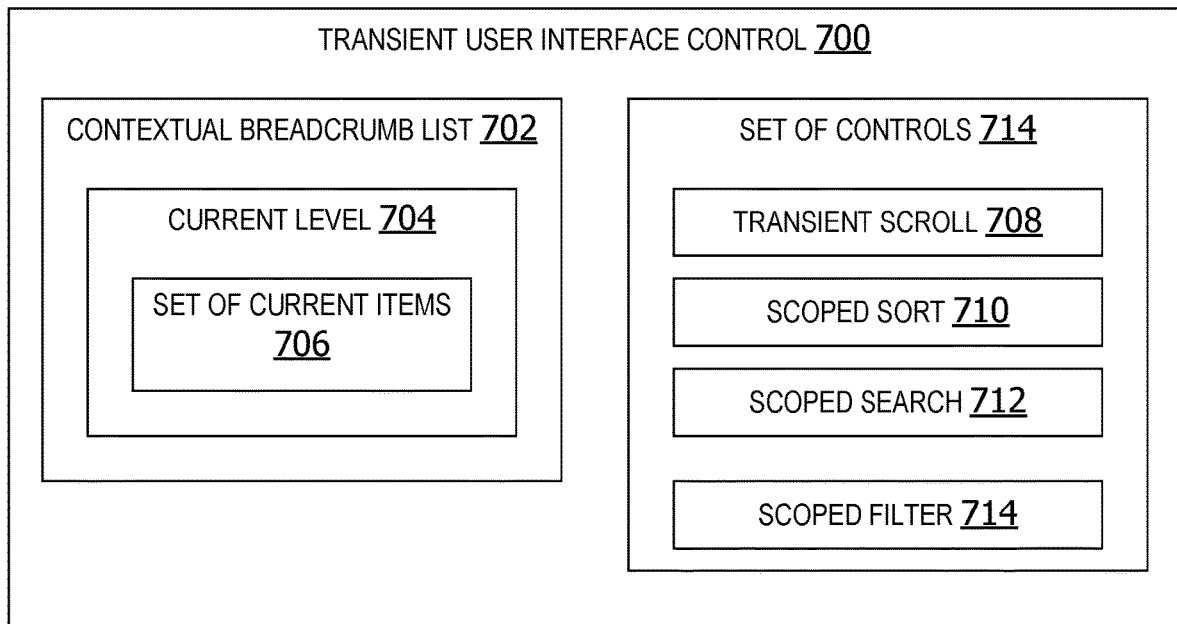 TRANSIENT USER INTERFACE CONTROL 700
CONTEXTUAL BREADCRUMB LIST 702
CURRENT LEVEL 704
SET OF CURRENT ITEMS
706
SET OF CONTROLS 714
TRANSIENT SCROLL 708
SCOPED SORT 710
SCOPED SEARCH 712
SCOPED FILTER 714